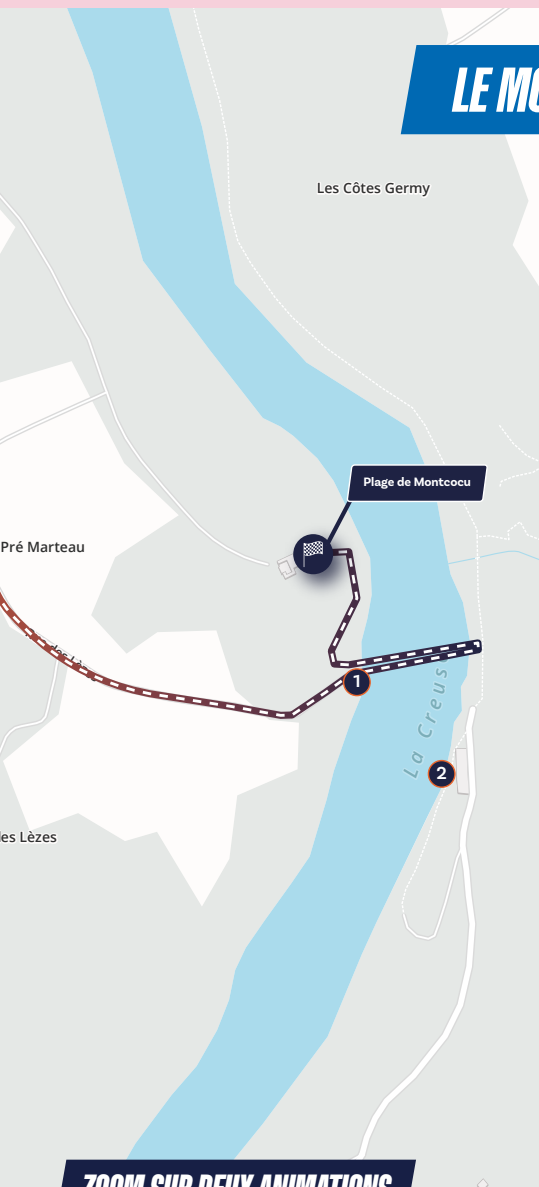 LE MO
Les Côtes Germy
Plage de Montcocu
Pré Marteau
1
La Creuse
2
des Lèzes
ZOOM SUR DEUX ANIMATIONS